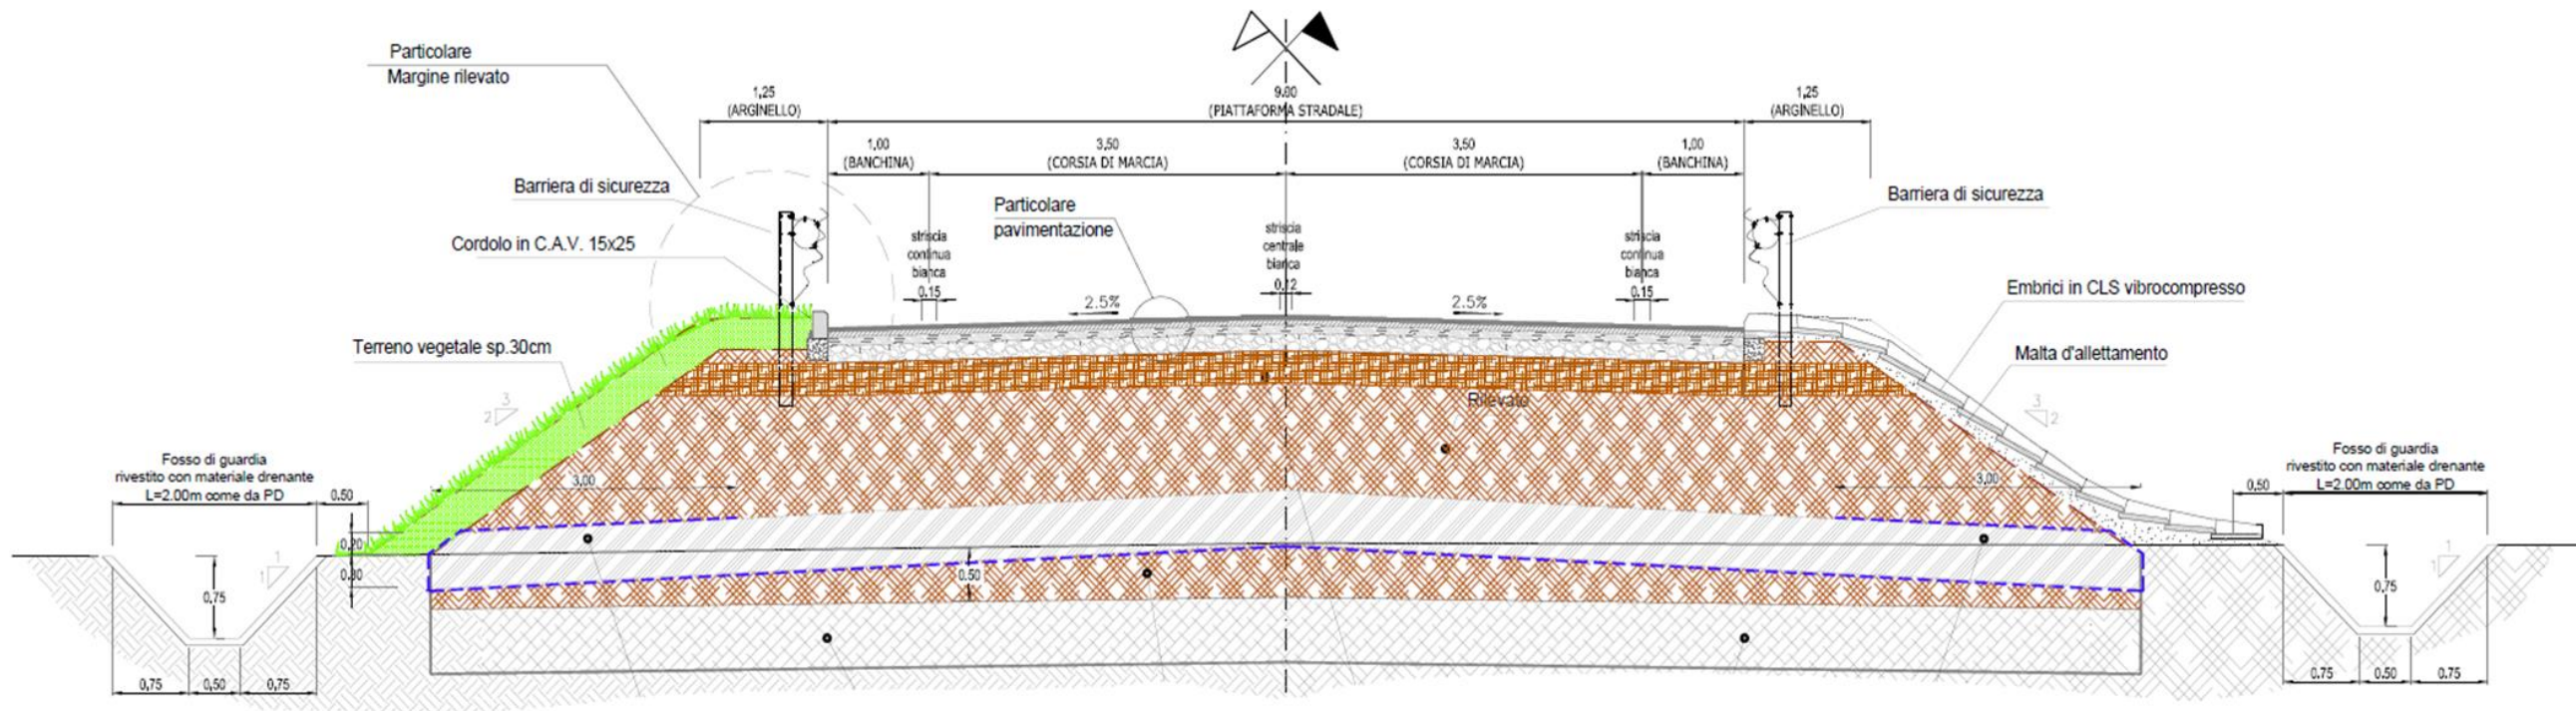 Particolare
Margine rilevato
1,25
(ARGINELLO)
9.00
(PIATTAFORMA STRADALE)
1,25
(ARGINELLO)
1,00
(BANCHINA)
3,50
(CORSIA DI MARCIA)
3,50
(CORSIA DI MARCIA)
1,00
(BANCHINA)
Barriera di sicurezza
Cordolo in C.A.V. 15x25
Particolare
pavimentazione
Barriera di sicurezza
striscia
continua
bianca
0.15
striscia
centrale
bianca
0.12
striscia
continua
bianca
0.15
2.5%
2.5%
Embrici in CLS vibrocompresso
Malta d'allettamento
Terreno vegetale sp.30cm
Rilevato
3
2
3
2
Fosso di guardia
rivestito con materiale drenante
L=2.00m come da PD
0.50
3,00
3,00
0,50
Fosso di guardia
rivestito con materiale drenante
L=2.00m come da PD
0.20
0.30
0.50
1
1
1
1
0,75
0,75
0,75
0,50
0,75
0.75
0.50
0.75